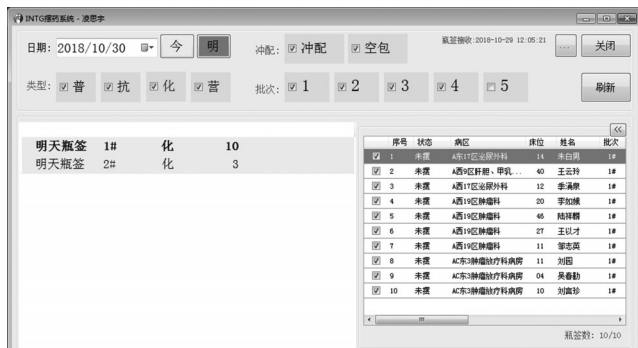 INTG摆药系统 - 凌思宇
日期: 2018/10/30 今 明 冲配: 冲配 空包 瓶签接收:2018-10-29 12:05:21 ... 关闭
类型: 普 抗 化 营 批次: 1 2 3 4 5 刷新
明天瓶签 1# 化 10
明天瓶签 2# 化 3
序号 状态 病区 床位 姓名 批次
1 未摆 A东17区泌尿外科 14 朱白男 1#
2 未摆 A西9区肝胆、甲乳... 40 王云玲 1#
3 未摆 A西17区泌尿外科 12 季涌泉 1#
4 未摆 A西19区肿瘤科 20 李如娥 1#
5 未摆 A西19区肿瘤科 46 陆祥麟 1#
6 未摆 A西19区肿瘤科 27 王以才 1#
7 未摆 A西19区肿瘤科 11 邹志英 1#
8 未摆 AC东3肿瘤放疗科病房 11 刘园 1#
9 未摆 AC东3肿瘤放疗科病房 04 吴春勤 1#
10 未摆 AC东3肿瘤放疗科病房 10 刘富珍 1#
瓶签数: 10/10